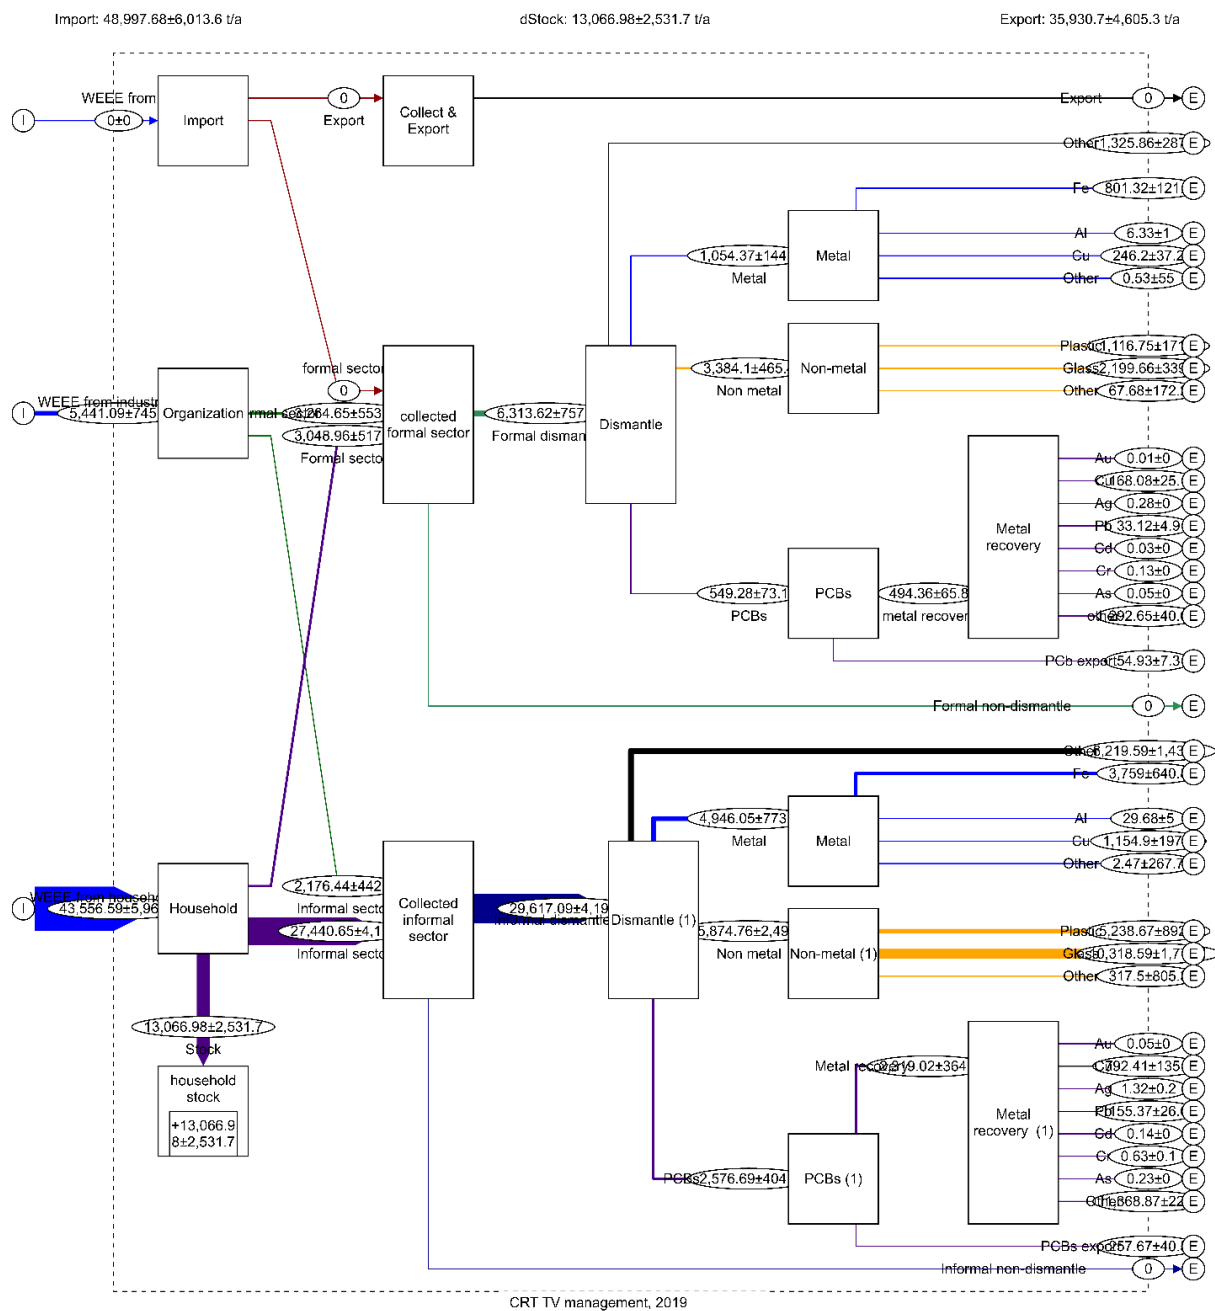 Import: 48,997.68±6,013.6 t/a
dStock: 13,066.98±2,531.7 t/a
Export: 35,930.7±4,605.3 t/a
WEEE from
I
0±0
Import
0
Export
Collect &
Export
Export
0
E
Other
1,325.86±287
E
Fe
801.32±121
E
Al
6.33±1
E
Cu
246.2±37.2
E
Other
0.53±55
E
1,054.37±144
Metal
Metal
Plastic
1,116.75±171
E
Glass
2,199.66±339
E
Other
67.68±172.
E
3,384.1±465.
Non metal
Non-metal
formal sector
0
WEEE from industr
I
5,441.09±745
Organization
3,264.65±553
3,048.96±517
Formal secto
collected
formal sector
6,313.62±757
Formal disman
Dismantle
Au
0.01±0
E
Cu
168.08±25.
E
Ag
0.28±0
E
Pb
33.12±4.9
E
Cd
0.03±0
E
Cr
0.13±0
E
As
0.05±0
E
other
292.65±40.
E
Metal
recovery
549.28±73.1
PCBs
PCBs
494.36±65.8
metal recover
PCb export
54.93±7.3
E
Formal non-dismantle
0
E
Other
6,219.59±1,43
E
Fe
3,759±640.
E
Al
29.68±5
E
Cu
1,154.9±197
E
Other
2.47±267.7
E
4,946.05±773
Metal
Metal
WEEE from househo
I
43,556.59±5,96
Household
2,176.44±442
Informal secto
27,440.65±4,1
Informal secto
Collected
informal
sector
29,617.09±4,19
Informal dismantle
Dismantle (1)
5,874.76±2,49
Non metal
Non-metal (1)
Plastic
5,238.67±892
E
Glass
0,318.59±1,7
E
Other
317.5±805.
E
13,066.98±2,531.7
Stock
household
stock
+13,066.9
8±2,531.7
Metal recovery
2,319.02±364
Metal
recovery (1)
Au
0.05±0
E
Cu
792.41±135
E
Ag
1.32±0.2
E
Pb
155.37±26.
E
Cd
0.14±0
E
Cr
0.63±0.1
E
As
0.23±0
E
Other
1,368.87±22
E
PCBs
2,576.69±404
PCBs (1)
PCBs export
257.67±40.
E
Informal non-dismantle
0
E
CRT TV management, 2019